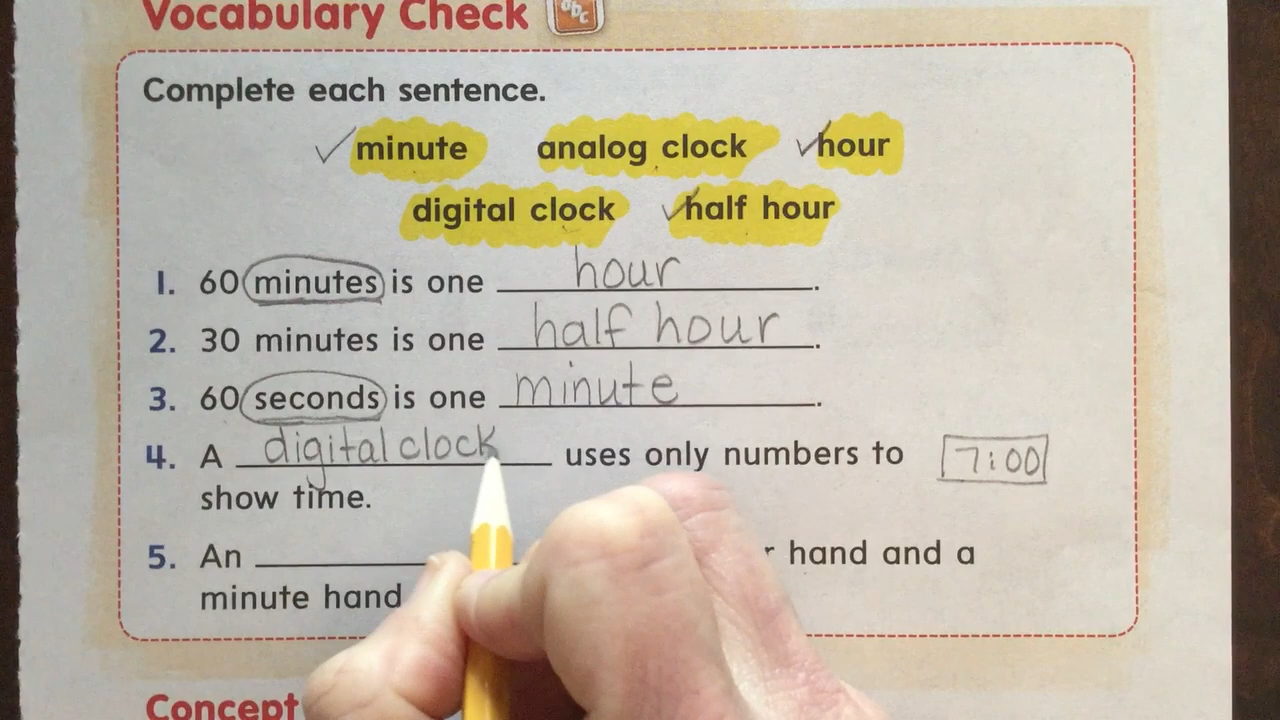 Vocabulary Check abc
Complete each sentence.
✓ minute analog clock ✓ hour
digital clock ✓ half hour
1. 60 minutes is one hour.
2. 30 minutes is one half hour.
3. 60 seconds is one minute.
4. A digital clock uses only numbers to 7:00
show time.
5. An hand and a
minute hand
Concept